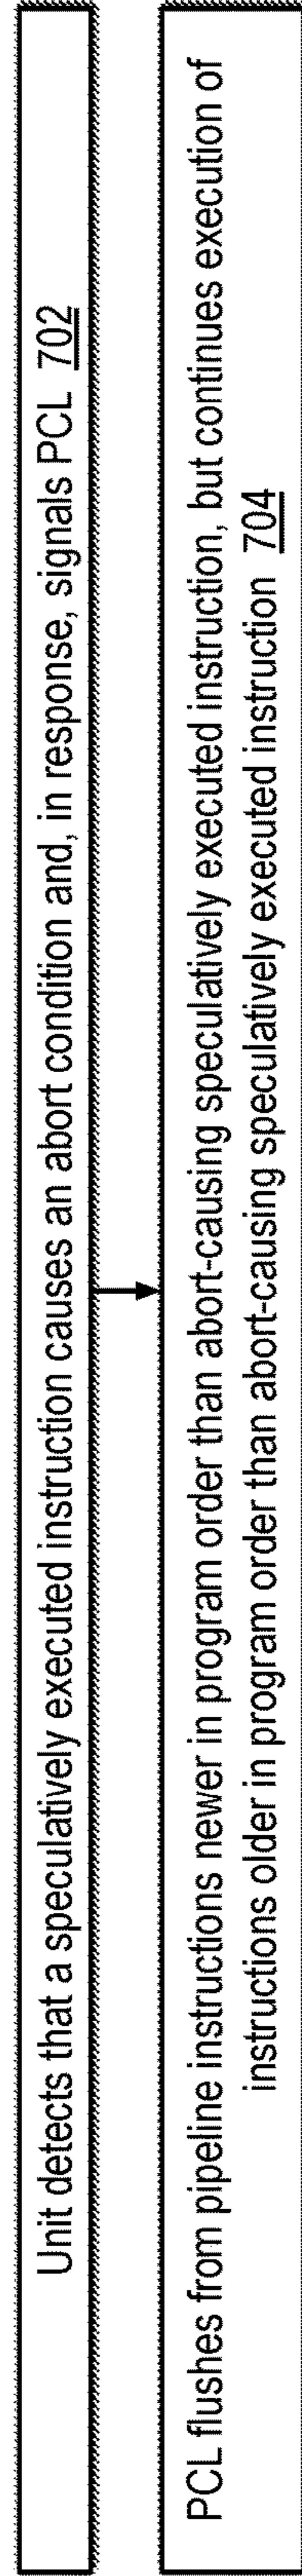 Unit detects that a speculatively executed instruction causes an abort condition and, in response, signals PCL 702
PCL flushes from pipeline instructions newer in program order than abort-causing speculatively executed instruction, but continues execution of
instructions older in program order than abort-causing speculatively executed instruction 704